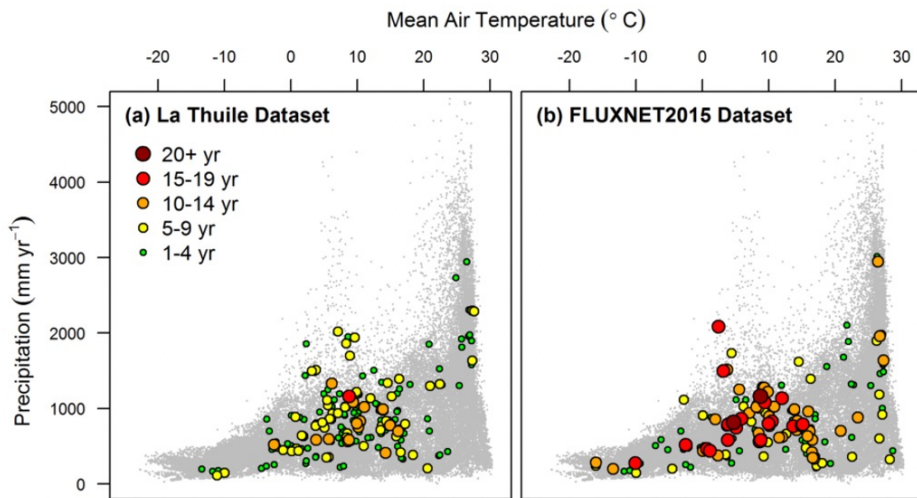 Mean Air Temperature (° C)
-20 -10 0 10 20 30 -20 -10 0 10 20 30
Precipitation (mm yr⁻¹)
5000
4000
3000
2000
1000
0
(a) La Thuile Dataset
20+ yr
15-19 yr
10-14 yr
5-9 yr
1-4 yr
(b) FLUXNET2015 Dataset